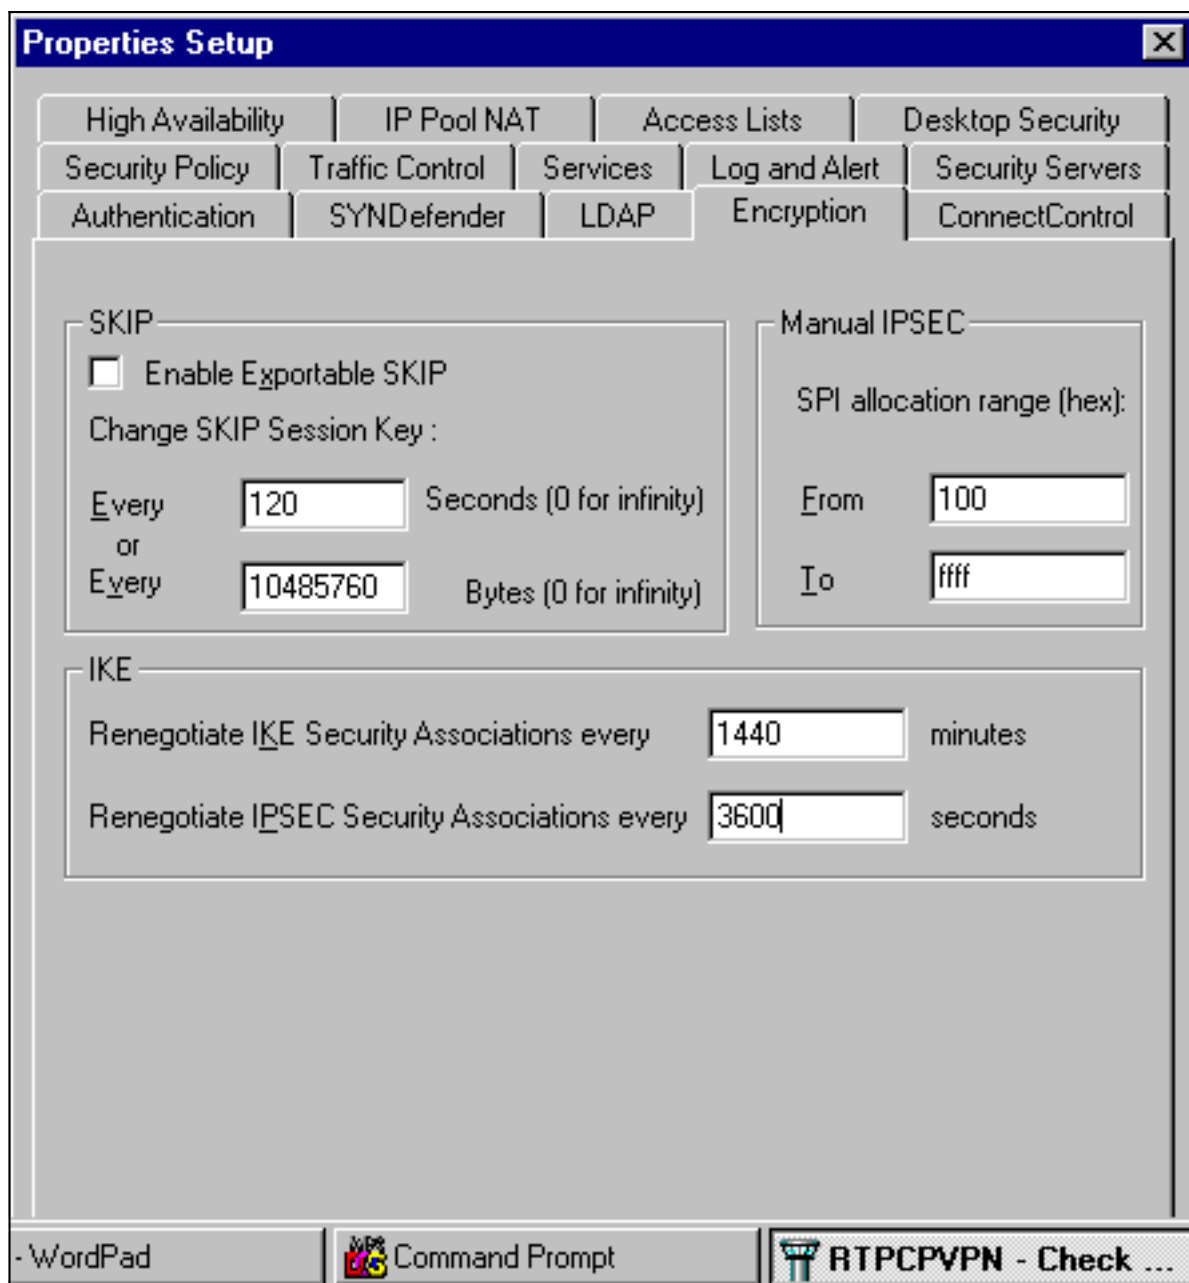 Properties Setup
High Availability IP Pool NAT Access Lists Desktop Security
Security Policy Traffic Control Services Log and Alert Security Servers
Authentication SYNDefender LDAP Encryption ConnectControl
SKIP
Enable Exportable SKIP
Change SKIP Session Key :
Every 120 Seconds (0 for infinity)
or
Every 10485760 Bytes (0 for infinity)
Manual IPSEC
SPI allocation range (hex):
From 100
To ffff
IKE
Renegotiate IKE Security Associations every 1440 minutes
Renegotiate IPSEC Security Associations every 3600 seconds
- WordPad Command Prompt RTPCPVPN - Check ...